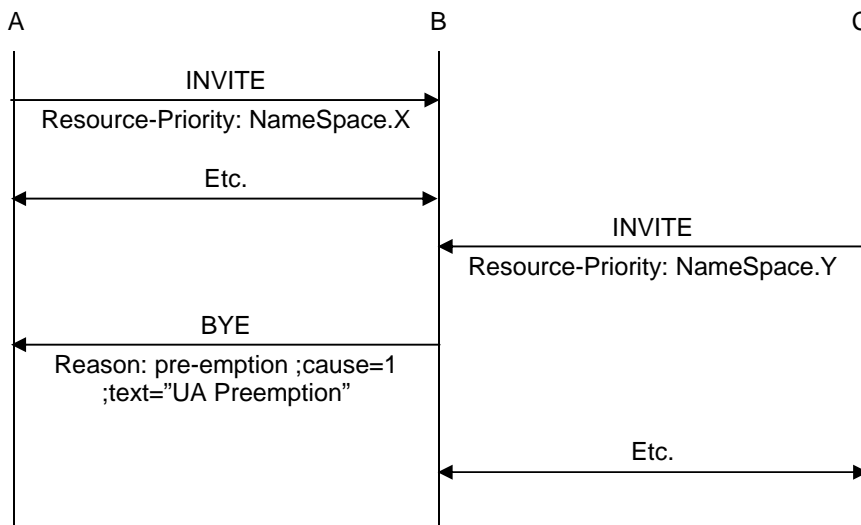 A B C
INVITE
Resource-Priority: NameSpace.X
Etc.
INVITE
Resource-Priority: NameSpace.Y
BYE
Reason: pre-emption ;cause=1
;text=”UA Preemption”
Etc.